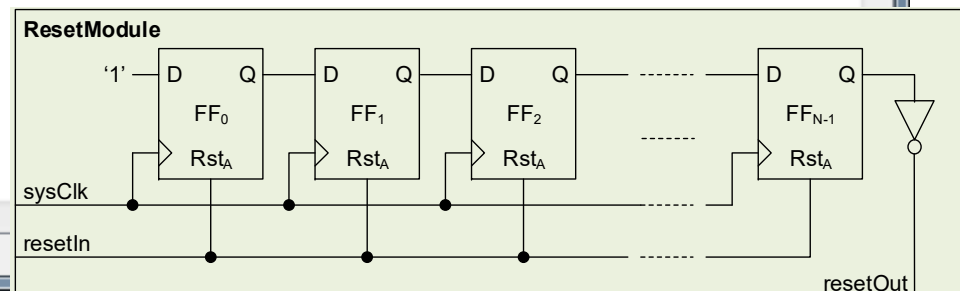 ResetModule
'1' D Q D Q D Q D Q
FF0 FF1 FF2 FFN-1
RstA RstA RstA RstA
sysClk
resetIn
resetOut